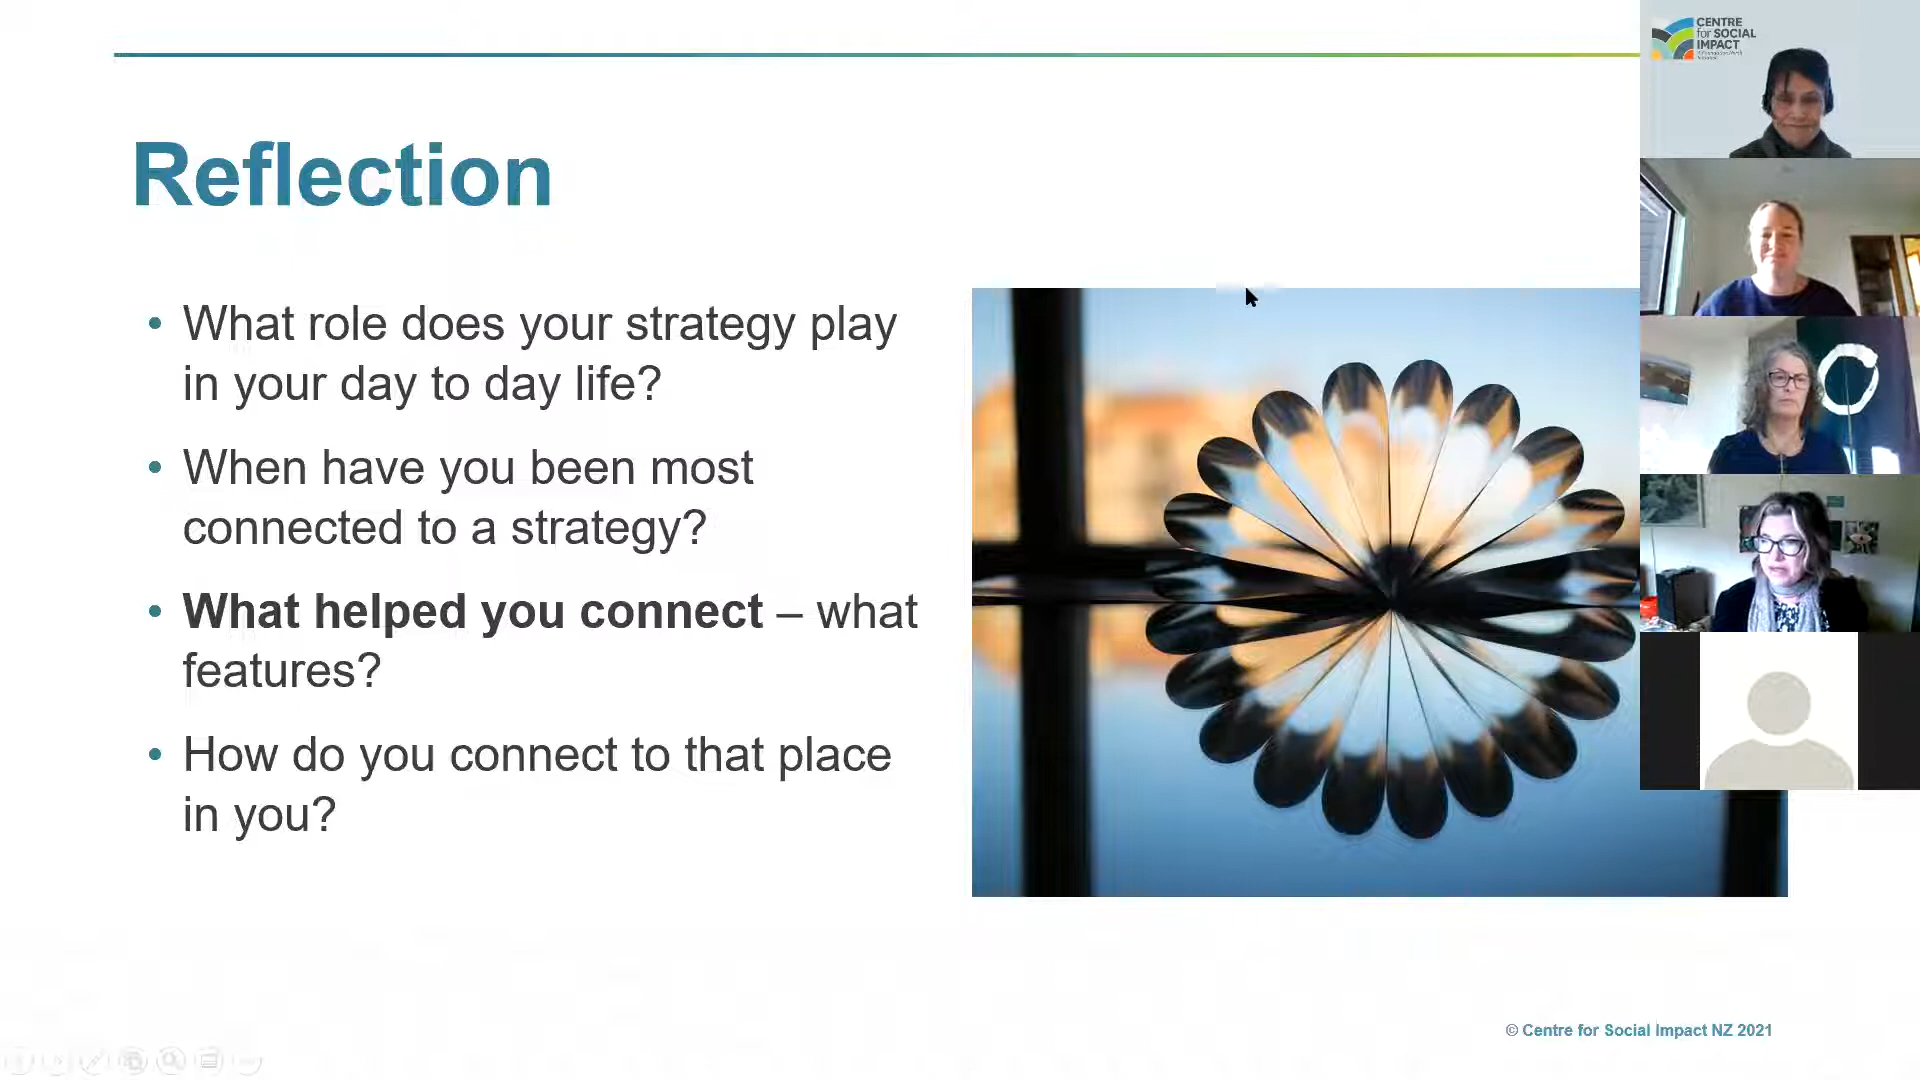 CENTRE
for SOCIAL
IMPACT
Reflection
• What role does your strategy play
in your day to day life?
• When have you been most
connected to a strategy?
• What helped you connect – what
features?
• How do you connect to that place
in you?
© Centre for Social Impact NZ 2021